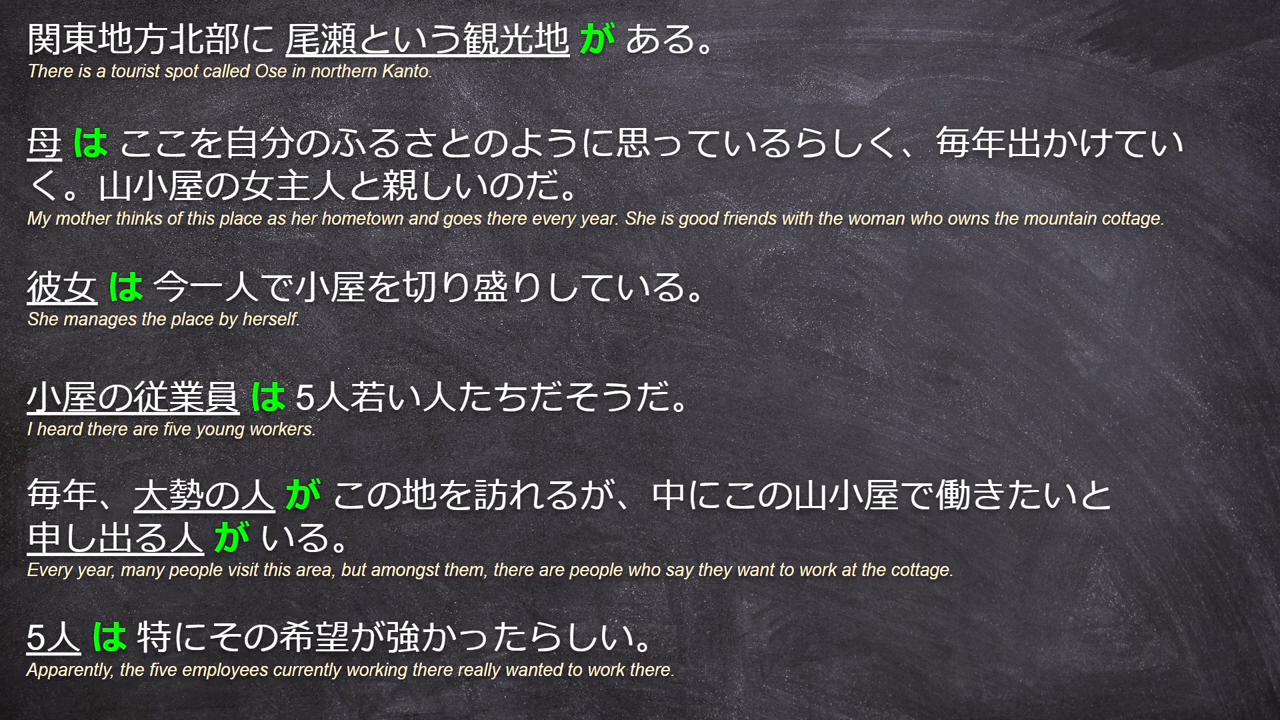 関東地方北部に 尾瀬という観光地 が ある。
There is a tourist spot called Ose in northern Kanto.
母 は ここを自分のふるさとのように思っているらしく、毎年出かけてい
く。山小屋の女主人と親しいのだ。
My mother thinks of this place as her hometown and goes there every year. She is good friends with the woman who owns the mountain cottage.
彼女 は 今一人で小屋を切り盛りしている。
She manages the place by herself.
小屋の従業員 は 5人若い人たちだそうだ。
I heard there are five young workers.
毎年、大勢の人 が この地を訪れるが、中にこの山小屋で働きたいと
申し出る人 が いる。
Every year, many people visit this area, but amongst them, there are people who say they want to work at the cottage.
5人 は 特にその希望が強かったらしい。
Apparently, the five employees currently working there really wanted to work there.